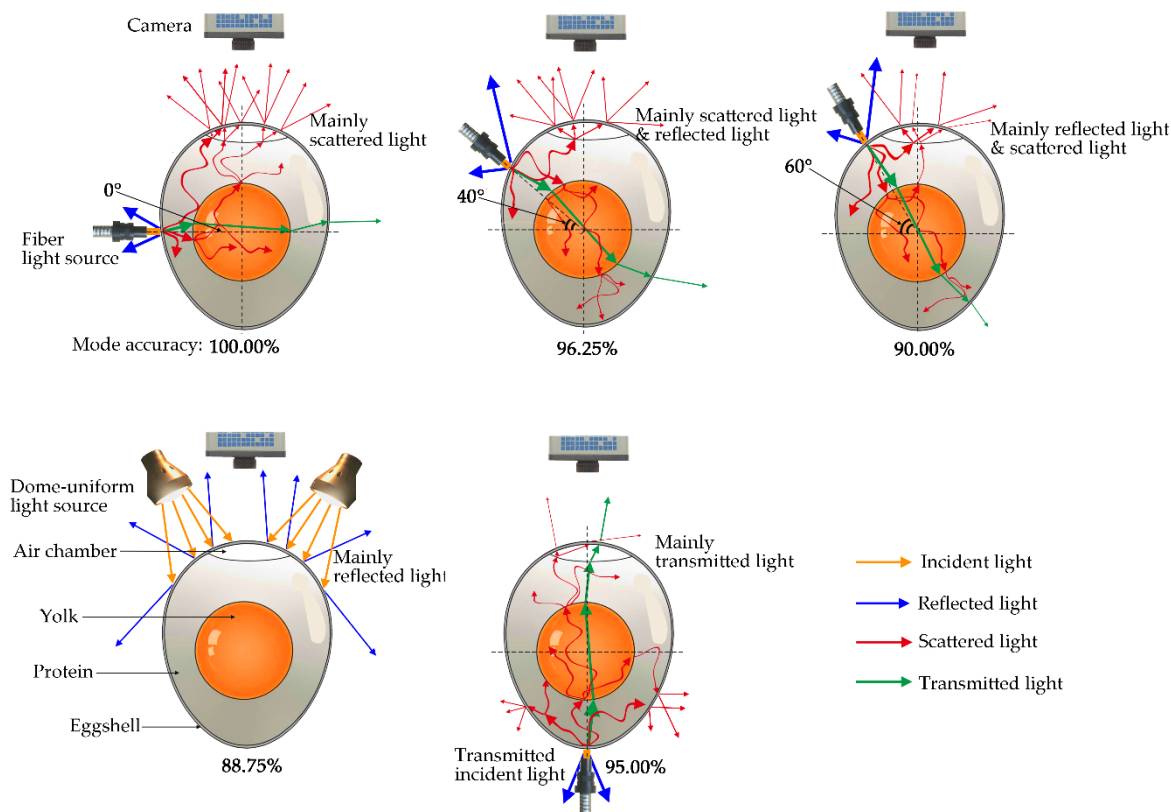 Camera
Mainly
scattered light
0°
Fiber
light source
Mode accuracy: 100.00%
Mainly scattered light
& reflected light
40°
96.25%
Mainly reflected light
& scattered light
60°
90.00%
Dome-uniform
light source
Air chamber
Mainly
reflected light
Yolk
Protein
Eggshell
88.75%
Mainly
transmitted light
Transmitted
incident light
95.00%
Incident light
Reflected light
Scattered light
Transmitted light